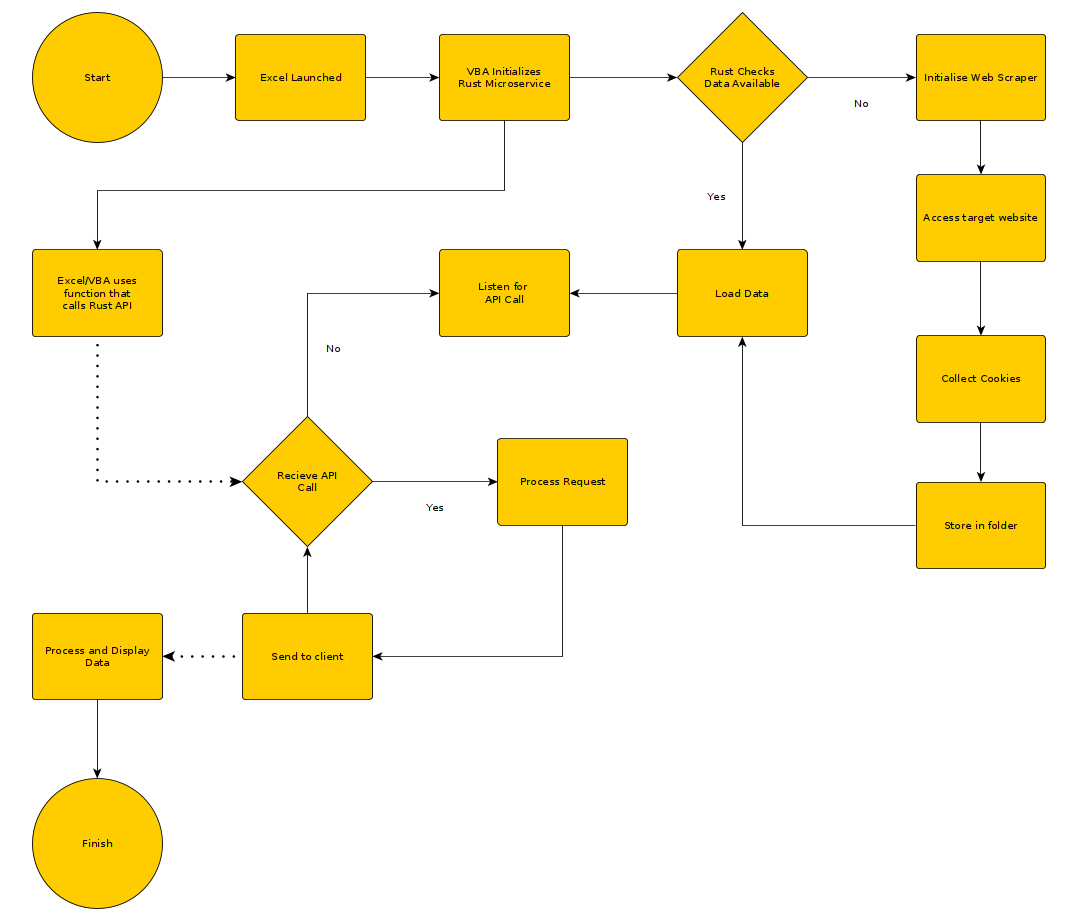 Start
Excel Launched
VBA Initializes
Rust Microservice
Rust Checks
Data Available
No
Initialise Web Scraper
Yes
Access target website
Excel/VBA uses
function that
calls Rust API
Listen for
API Call
Load Data
No
Collect Cookies
Recieve API
Call
Yes
Process Request
Store in folder
Process and Display
Data
Send to client
Finish